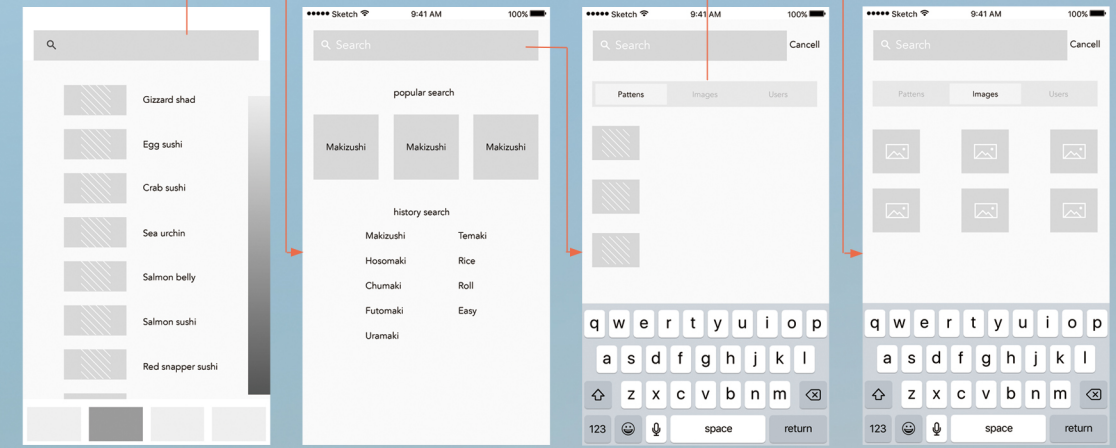 Gizzard shad
Egg sushi
Crab sushi
Sea urchin
Salmon belly
Salmon sushi
Red snapper sushi
Sketch 9:41 AM 100%
Search
popular search
Makizushi Makizushi Makizushi
history search
Makizushi Temaki
Hosomaki Rice
Chumaki Roll
Futomaki Easy
Uramaki
Sketch 9:41 AM 100%
Search Cancell
Pattens Images Users
q w e r t y u i o p
a s d f g h j k l
z x c v b n m
123 space return
Sketch 9:41 AM 100%
Search Cancell
Pattens Images Users
q w e r t y u i o p
a s d f g h j k l
z x c v b n m
123 space return